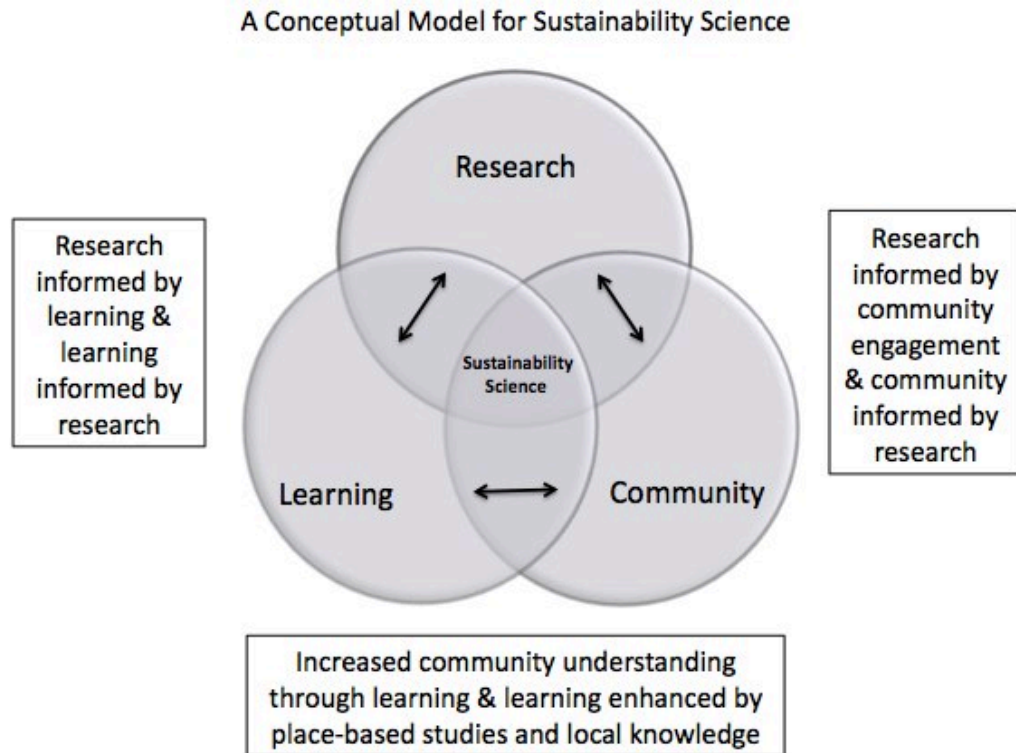 A Conceptual Model for Sustainability Science
Research
Research
informed by
learning &
learning
informed by
research
Research
informed by
community
engagement
& community
informed by
research
Sustainability
Science
Learning
Community
Increased community understanding
through learning & learning enhanced by
place-based studies and local knowledge